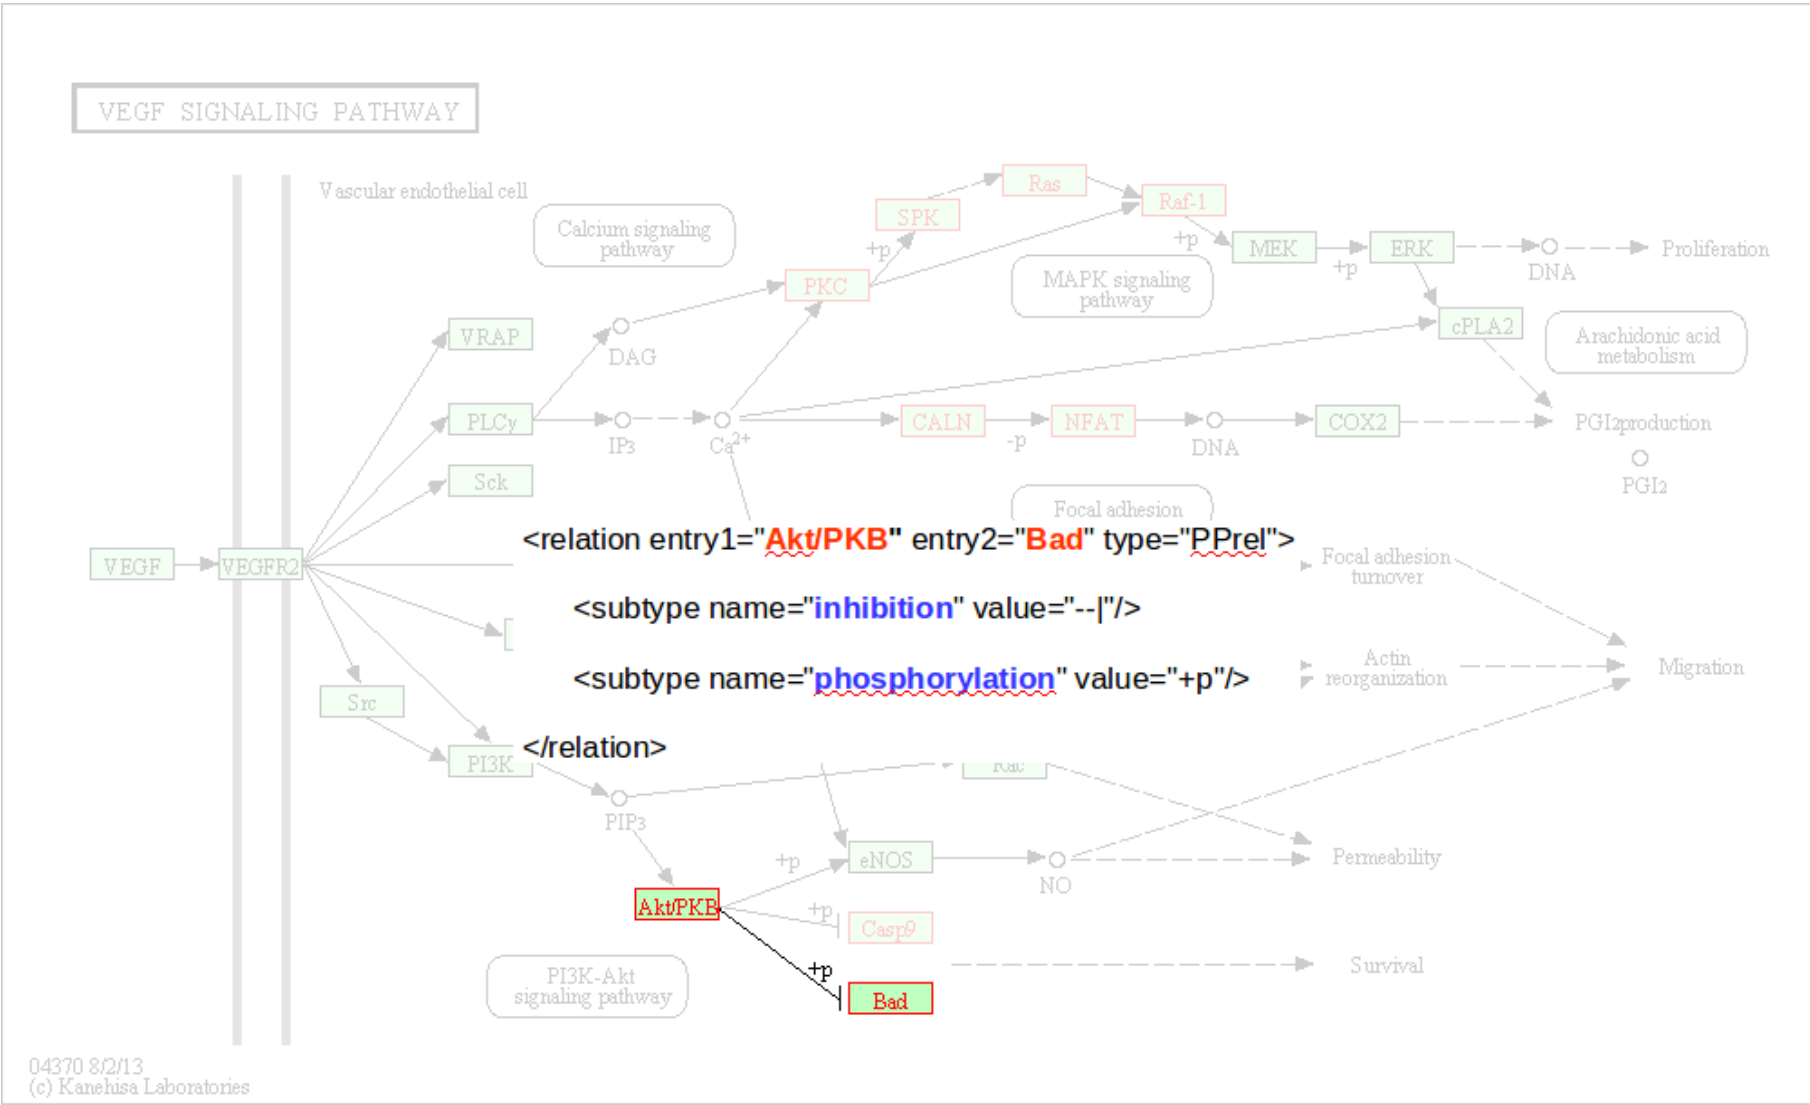 VEGF SIGNALING PATHWAY
Vascular endothelial cell
Calcium signaling
pathway
Ras
SPK
Raf-1
+p
+p
MEK
+p
ERK
DNA
Proliferation
PKC
MAPK signaling
pathway
VRAP
DAG
cPLA2
Arachidonic acid
metabolism
PLCγ
IP3
Ca2+
CALN
-p
NFAT
DNA
COX2
PGI2production
PGI2
Sck
Focal adhesion
<relation entry1="Akt/PKB" entry2="Bad" type="PPrel">
VEGF
VEGFR2
Focal adhesion
turnover
<subtype name="inhibition" value="--|"/>
<subtype name="phosphorylation" value="+p"/>
Actin
reorganization
Migration
Src
</relation>
PI3K
Rac
PIP3
+p
eNOS
NO
Permeability
Akt/PKB
+p
Casp9
+p
Bad
Survival
PI3K-Akt
signaling pathway
04370 8/2/13
(c) Kanehisa Laboratories